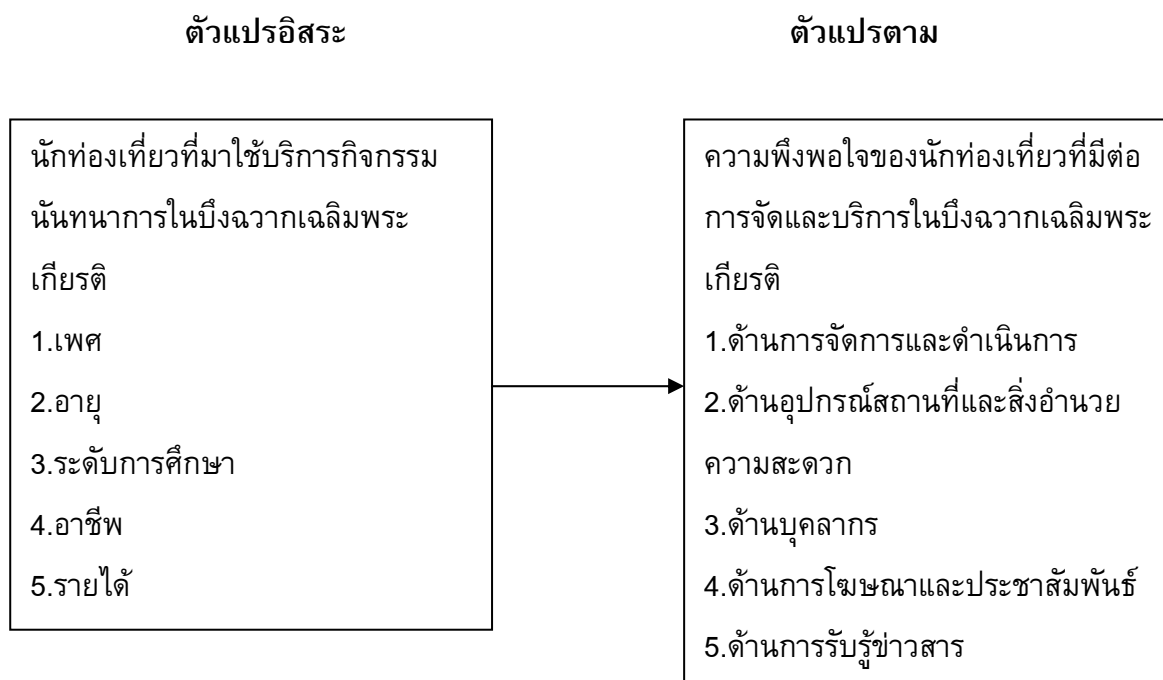 ตัวแปรอิสระ
ตัวแปรตาม
นักท่องเที่ยวที่มาใช้บริการกิจกรรม
นันทนาการในบึงฉวากเฉลิมพระ
เกียรติ
1.เพศ
2.อายุ
3.ระดับการศึกษา
4.อาชีพ
5.รายได้
ความพึงพอใจของนักท่องเที่ยวที่มีต่อ
การจัดและบริการในบึงฉวากเฉลิมพระ
เกียรติ
1.ด้านการจัดการและดำเนินการ
2.ด้านอุปกรณ์สถานที่และสิ่งอำนวย
ความสะดวก
3.ด้านบุคลากร
4.ด้านการโฆษณาและประชาสัมพันธ์
5.ด้านการรับรู้ข่าวสาร